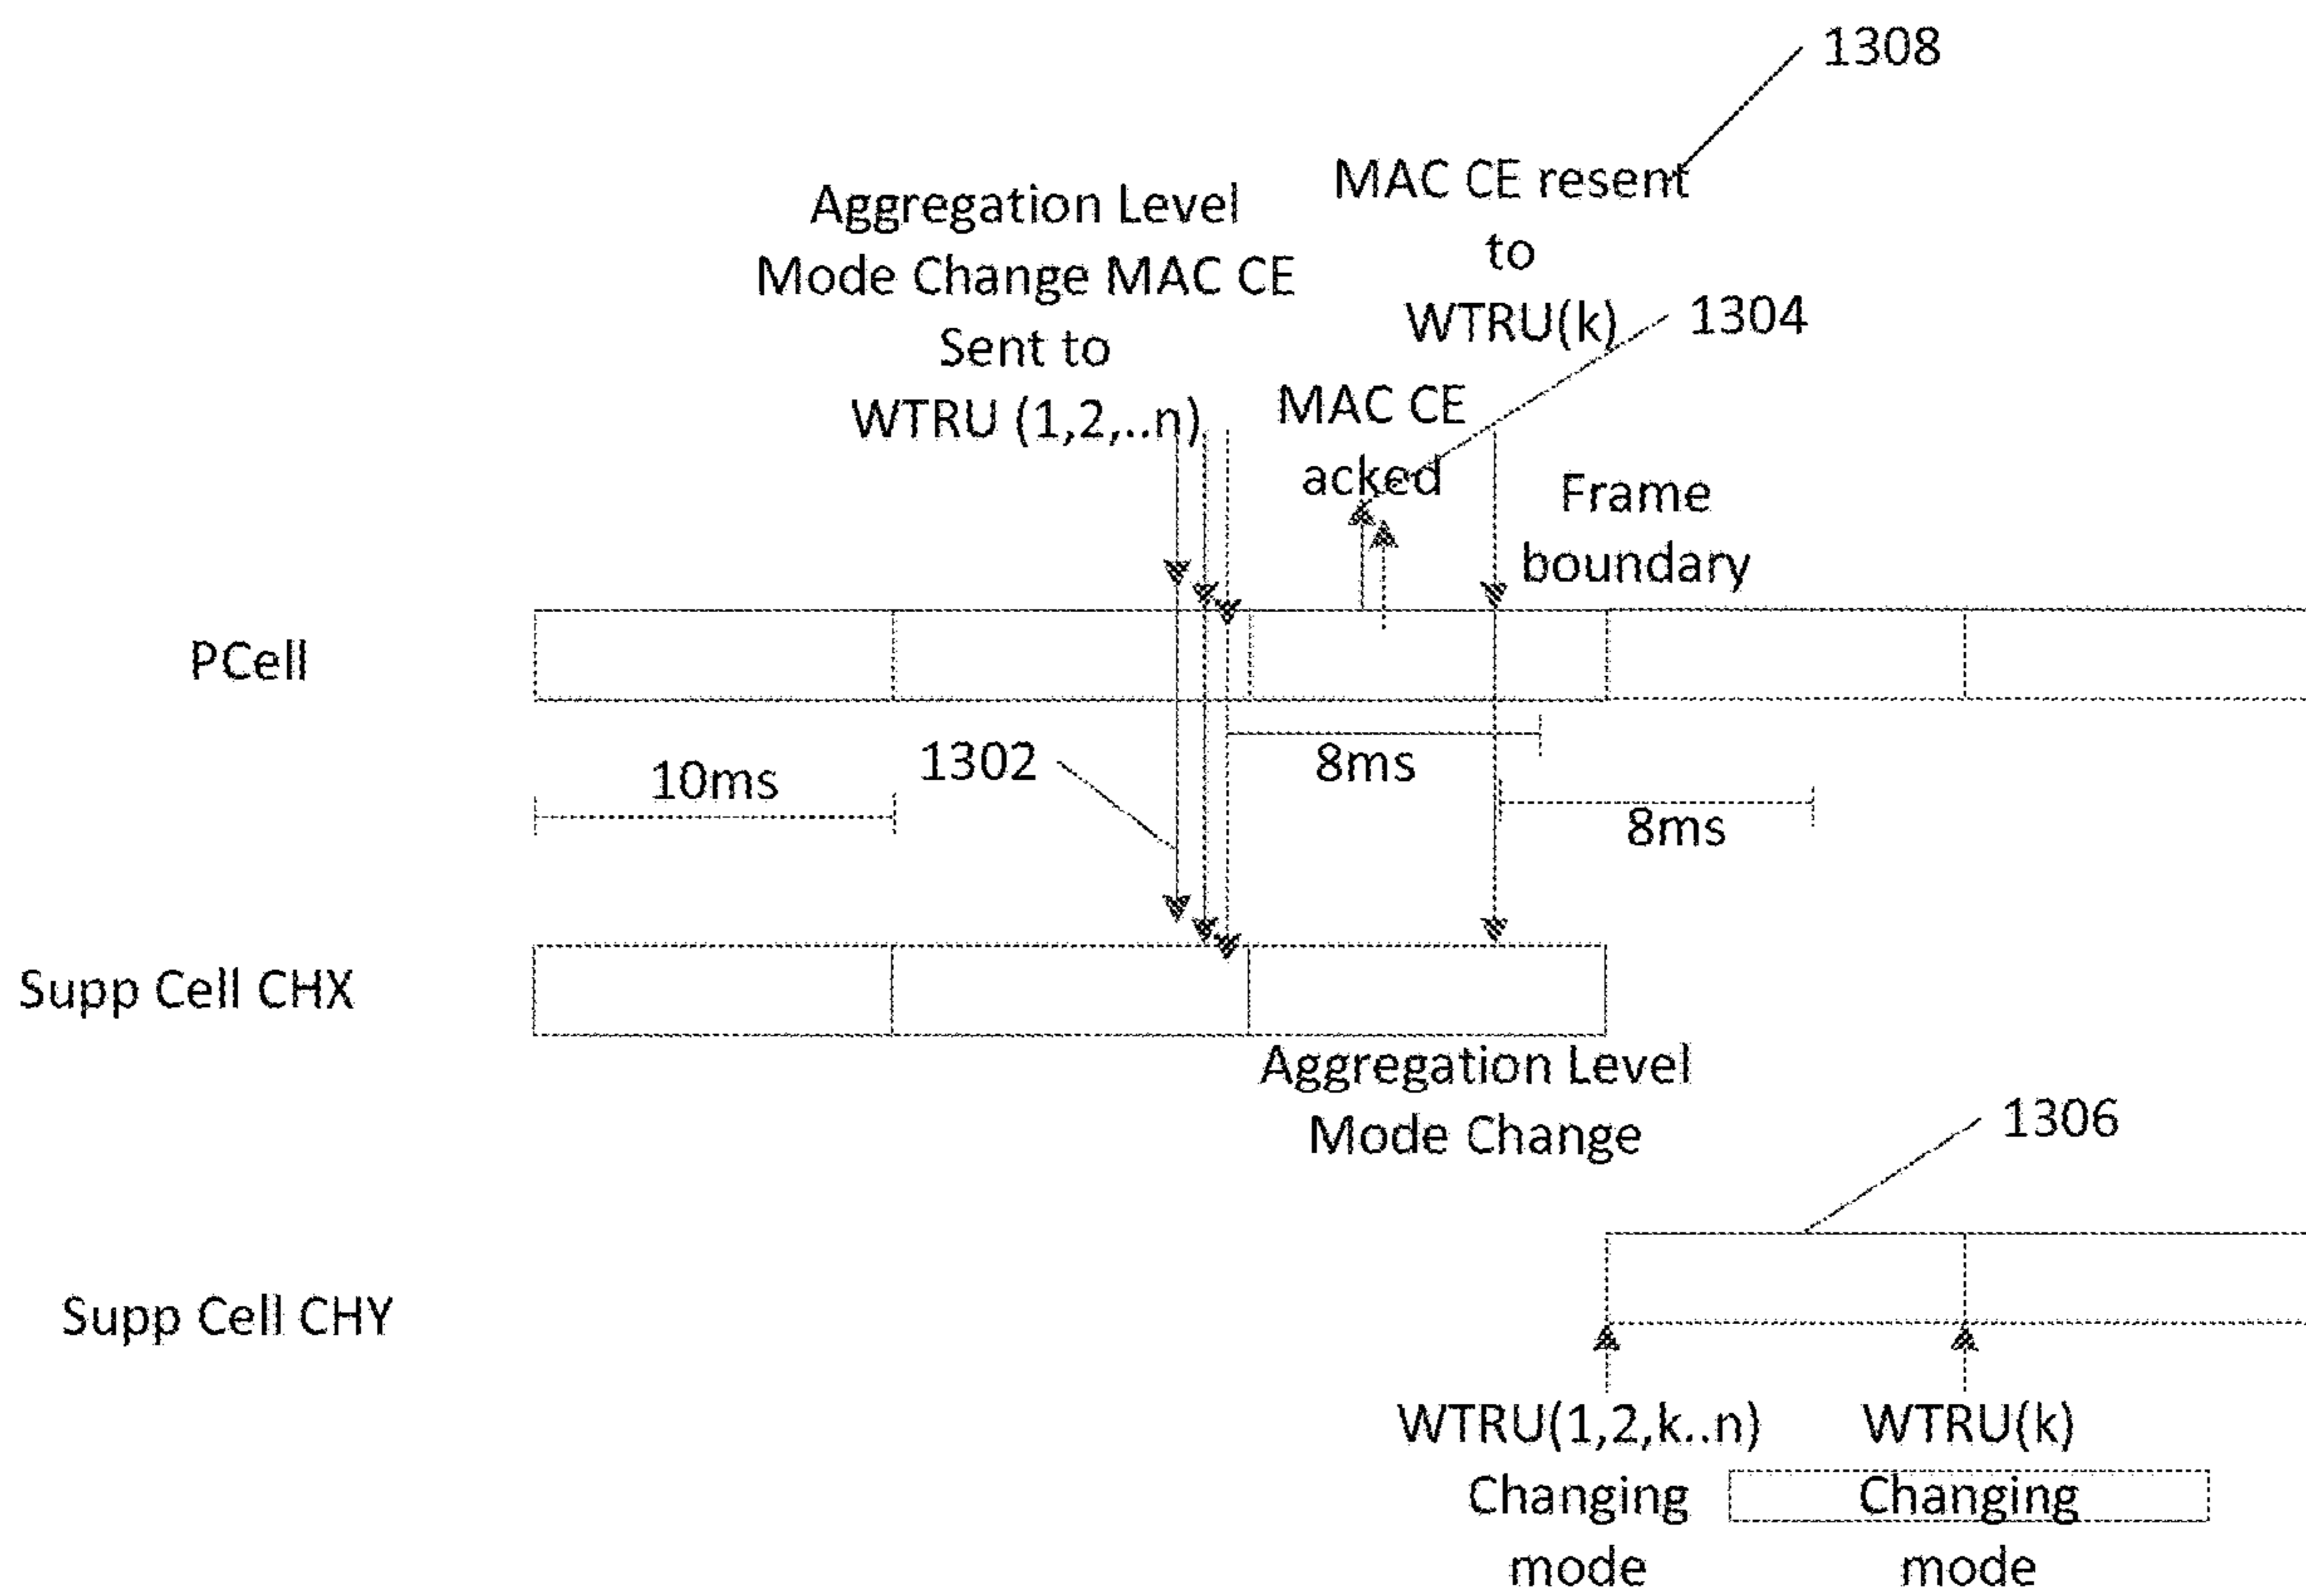 1308
MAC CE resent
to
WTRU(k)
Aggregation Level
Mode Change MAC CE
Sent to
WTRU (1,2,..n)
1304
MAC CE
acked
Frame
boundary
PCell
10ms
1302
8ms
8ms
Supp Cell CHX
Aggregation Level
Mode Change
1306
Supp Cell CHY
WTRU(1,2,k..n)
Changing
mode
WTRU(k)
Changing
mode